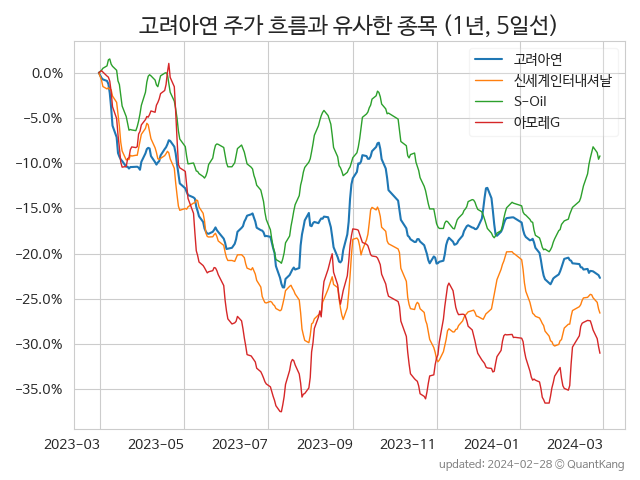 고려아연 주가 흐름과 유사한 종목 (1년, 5일선)
고려아연
신세계인터내셔날
S-Oil
아모레G
0.0%
-5.0%
-10.0%
-15.0%
-20.0%
-25.0%
-30.0%
-35.0%
2023-03 2023-05 2023-07 2023-09 2023-11 2024-01 2024-03
updated: 2024-02-28 © QuantKang